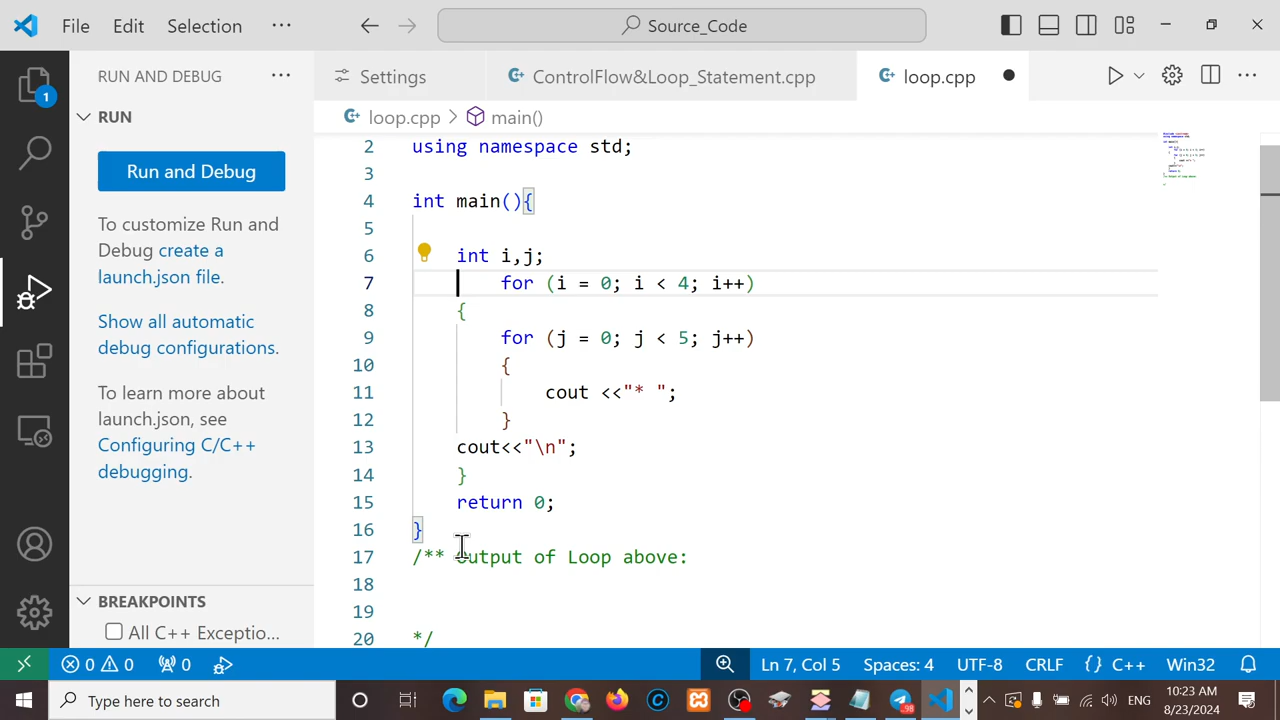 File Edit Selection ··· Source_Code
RUN AND DEBUG ···
Settings ControlFlow&Loop_Statement.cpp loop.cpp
1
loop.cpp > main()
RUN
Run and Debug
To customize Run and
Debug create a
launch.json file.
Show all automatic
debug configurations.
To learn more about
launch.json, see
Configuring C/C++
debugging.
BREAKPOINTS
All C++ Exceptio...
2 using namespace std;
3
4 int main(){
5
6 int i,j;
7 for (i = 0; i < 4; i++)
8 {
9 for (j = 0; j < 5; j++)
10 {
11 cout <<"* ";
12 }
13 cout<<"\n";
14 }
15 return 0;
16 }
17 /** Output of Loop above:
18
19
20 */
0 0 0 Ln 7, Col 5 Spaces: 4 UTF-8 CRLF {} C++ Win32
Type here to search 98 ENG 10:23 AM
8/23/2024